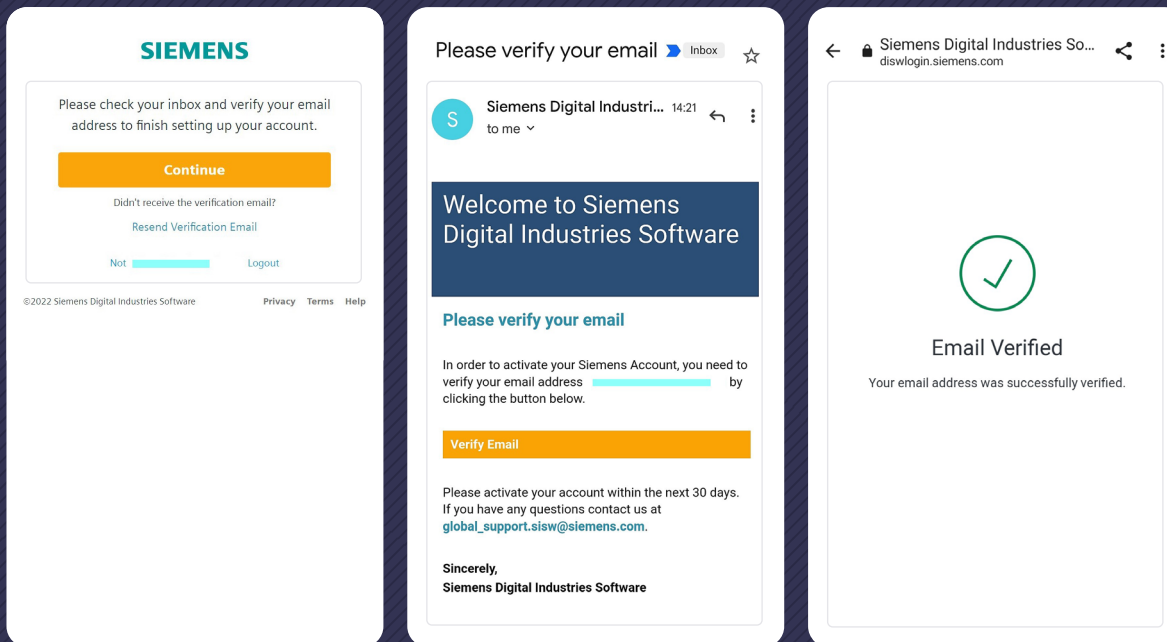 SIEMENS
Please check your inbox and verify your email
address to finish setting up your account.
Continue
Didn't receive the verification email?
Resend Verification Email
Not Logout
©2022 Siemens Digital Industries Software Privacy Terms Help
Please verify your email Inbox
S
Siemens Digital Industri... 14:21
to me
Welcome to Siemens
Digital Industries Software
Please verify your email
In order to activate your Siemens Account, you need to
verify your email address by
clicking the button below.
Verify Email
Please activate your account within the next 30 days.
If you have any questions contact us at
global_support.sisw@siemens.com.
Sincerely,
Siemens Digital Industries Software
Siemens Digital Industries So...
diswlogin.siemens.com
Email Verified
Your email address was successfully verified.